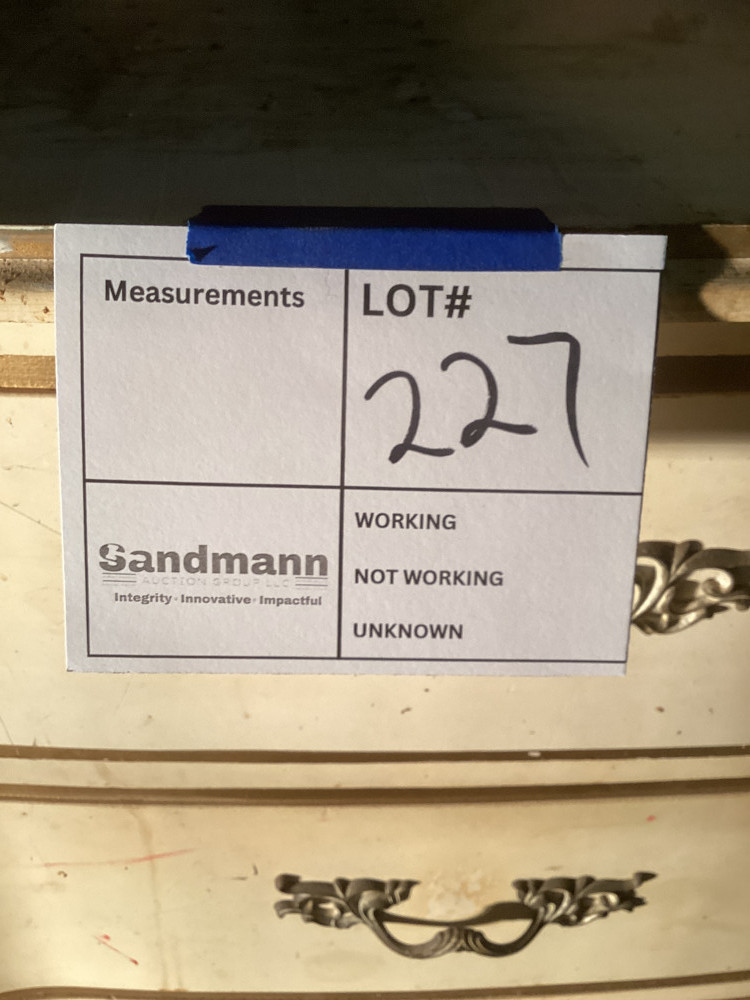 Measurements
LOT#
227
Sandmann
AUCTION GROUP LLC
Integrity · Innovative · Impactful
WORKING
NOT WORKING
UNKNOWN